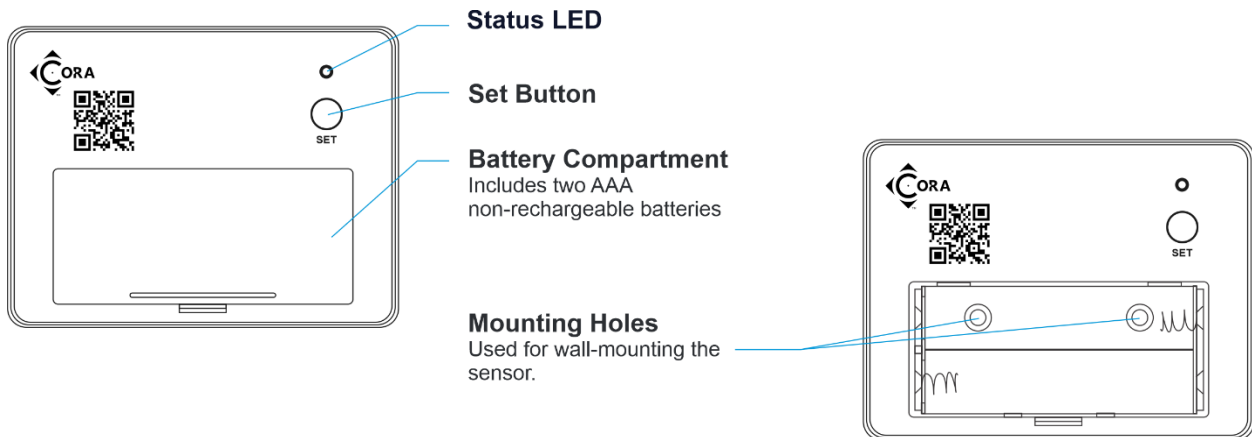 Status LED
CORA
Set Button
SET
Battery Compartment
Includes two AAA
non-rechargeable batteries
CORA
SET
Mounting Holes
Used for wall-mounting the
sensor.